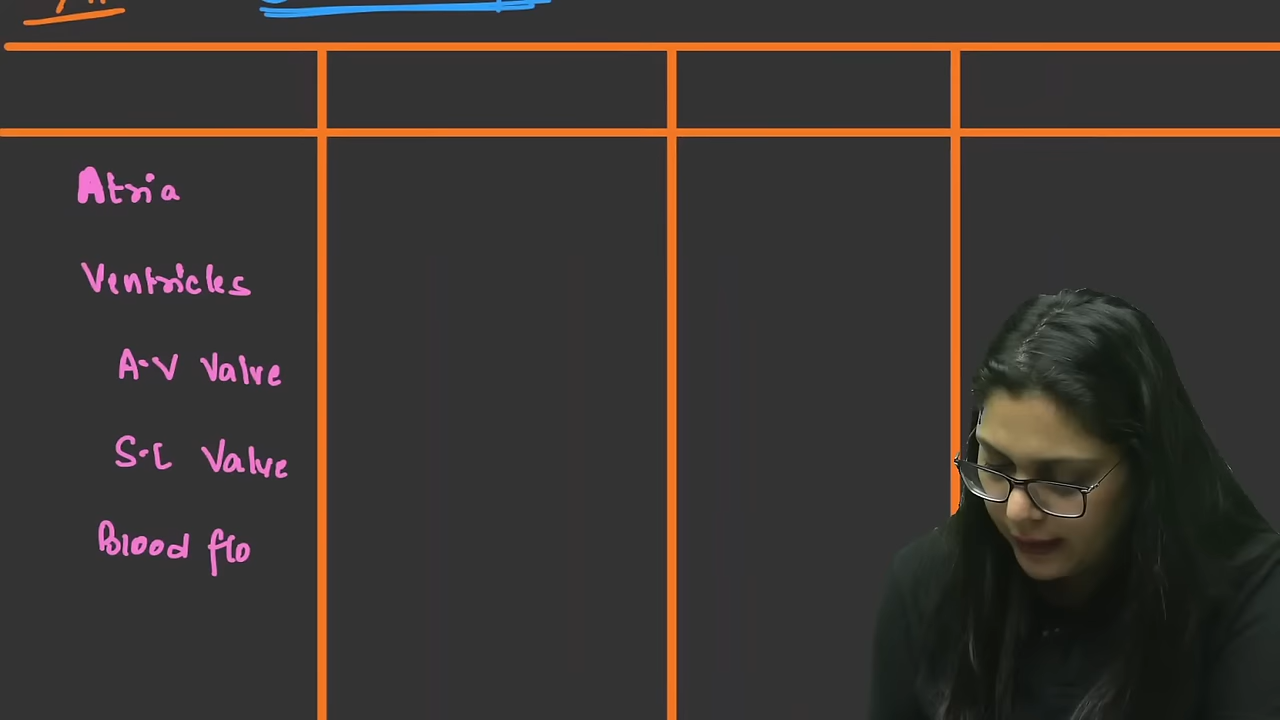 Atria
Ventricles
A-V Valve
S.L Valve
Blood flo